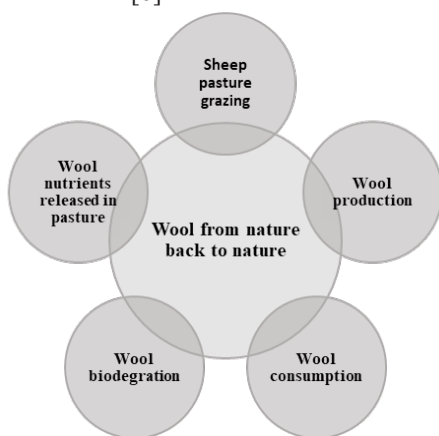 Sheep
pasture
grazing
Wool
nutrients
released in
pasture
Wool
production
Wool from nature
back to nature
Wool
biodegration
Wool
consumption